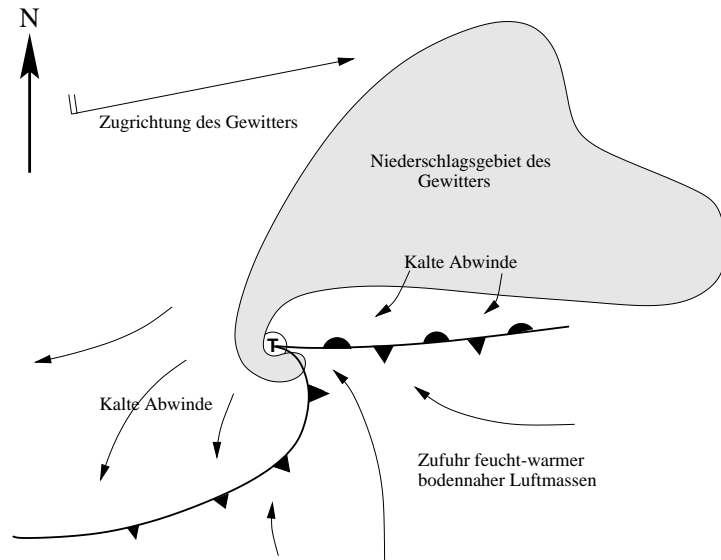 N
Zugrichtung des Gewitters
Niederschlagsgebiet des
Gewitters
Kalte Abwinde
T
Kalte Abwinde
Zufuhr feucht-warmer
bodennaher Luftmassen